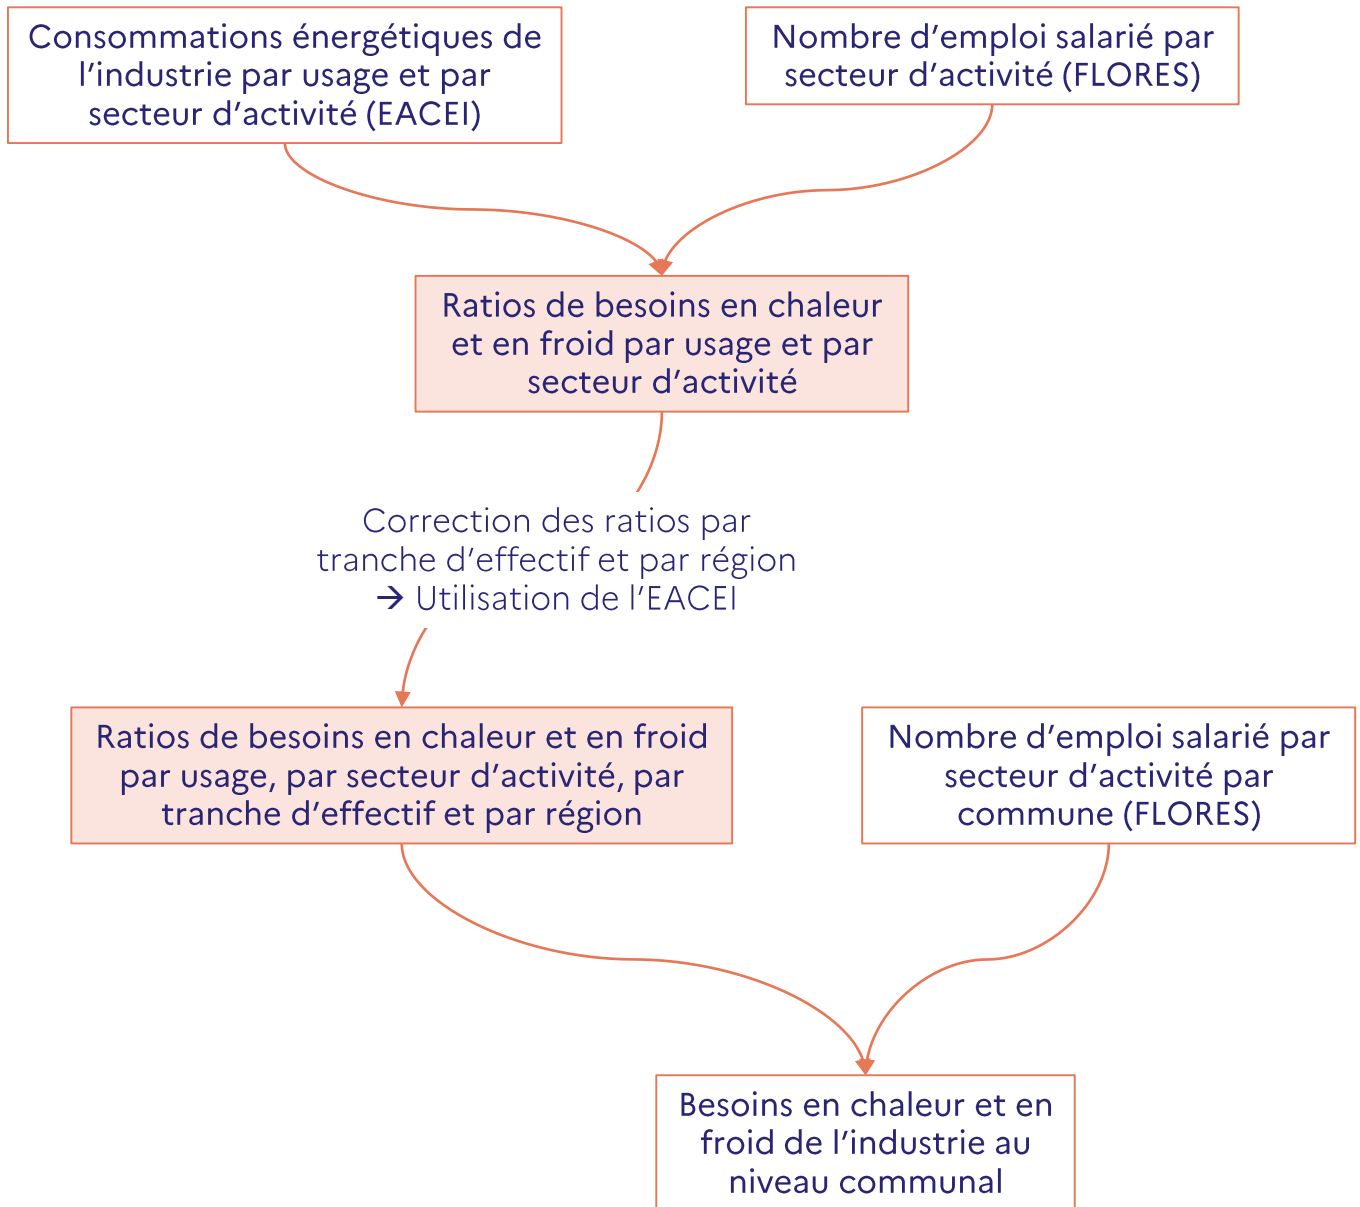 Consommations énergétiques de
l’industrie par usage et par
secteur d’activité (EACEI)
Nombre d’emploi salarié par
secteur d’activité (FLORES)
Ratios de besoins en chaleur
et en froid par usage et par
secteur d’activité
Correction des ratios par
tranche d’effectif et par région
→ Utilisation de l’EACEI
Ratios de besoins en chaleur et en froid
par usage, par secteur d’activité, par
tranche d’effectif et par région
Nombre d’emploi salarié par
secteur d’activité par
commune (FLORES)
Besoins en chaleur et en
froid de l’industrie au
niveau communal